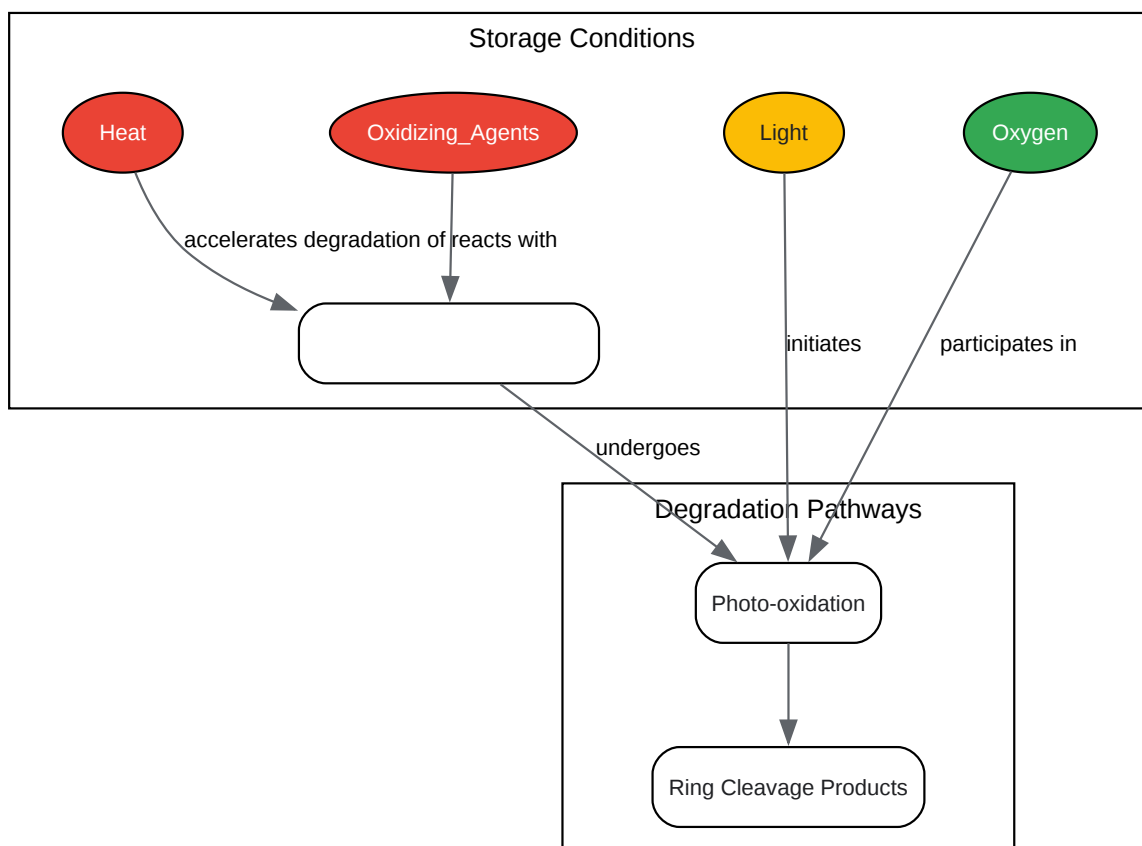 Storage Conditions
Heat
Oxidizing_Agents
Light
Oxygen
accelerates degradation of
reacts with
initiates
participates in
undergoes
Degradation Pathways
Photo-oxidation
Ring Cleavage Products